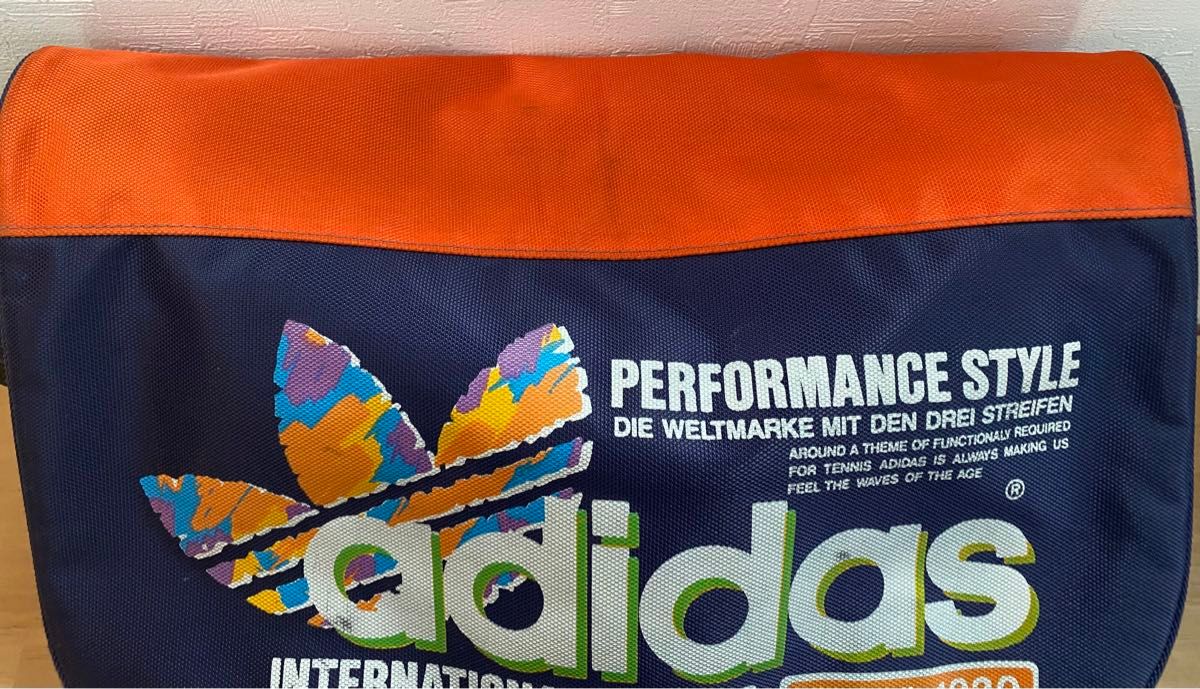 PERFORMANCE STYLE
DIE WELTMARKE MIT DEN DREI STREIFEN
AROUND A THEME OF FUNCTIONALY REQUIRED
FOR TENNIS ADIDAS IS ALWAYS MAKING US
FEEL THE WAVES OF THE AGE
®
adidas